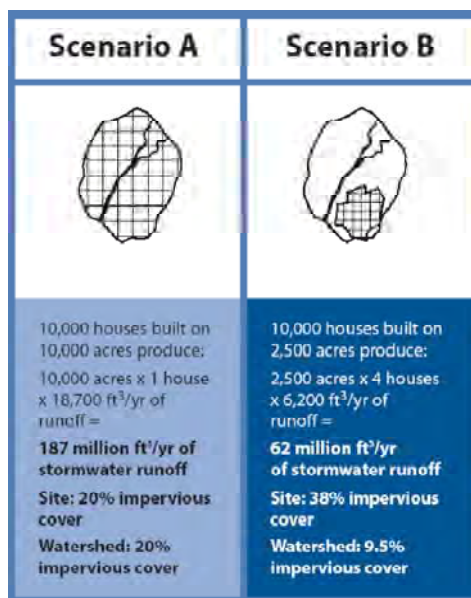 Scenario A
10,000 houses built on
10,000 acres produce:
10,000 acres x 1 house
x 18,700 ft³/yr of
runoff =
187 million ft³/yr of
stormwater runoff
Site: 20% impervious
cover
Watershed: 20%
impervious cover
Scenario B
10,000 houses built on
2,500 acres produce:
2,500 acres x 4 houses
x 6,200 ft³/yr of
runoff =
62 million ft³/yr
of stormwater runoff
Site: 38% impervious
cover
Watershed: 9.5%
impervious cover